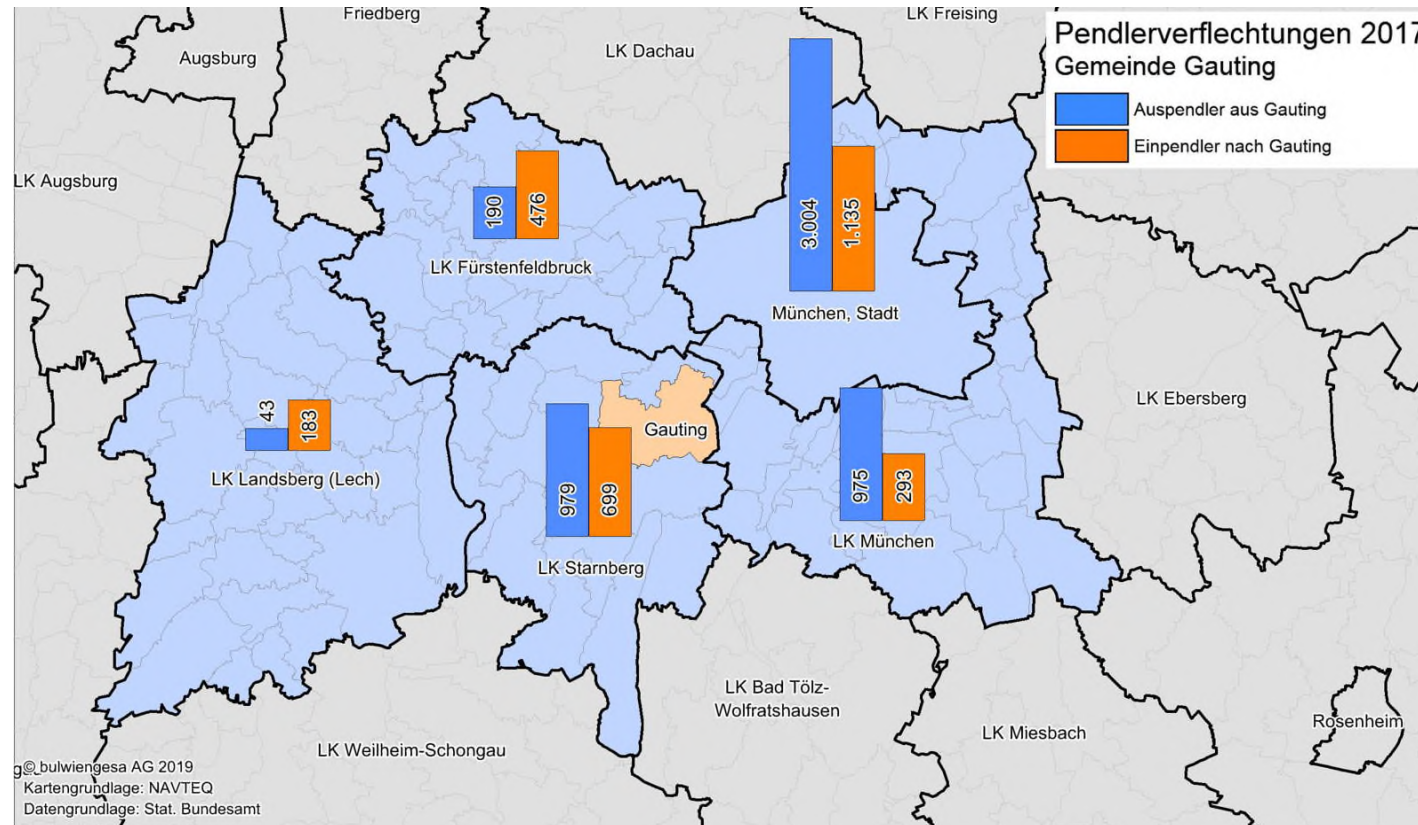 Pendlerverflechtungen 2017
Gemeinde Gauting
Auspendler aus Gauting
Einpendler nach Gauting
Friedberg
LK Freising
Augsburg
LK Dachau
LK Augsburg
190
476
LK Fürstenfeldbruck
3.004
1.135
München, Stadt
LK Ebersberg
43
183
LK Landsberg (Lech)
Gauting
979
699
LK Starnberg
975
293
LK München
LK Bad Tölz-
Wolfratshausen
LK Miesbach
Rosenheim
LK Weilheim-Schongau
© bulwiengesa AG 2019
Kartengrundlage: NAVTEQ
Datengrundlage: Stat. Bundesamt